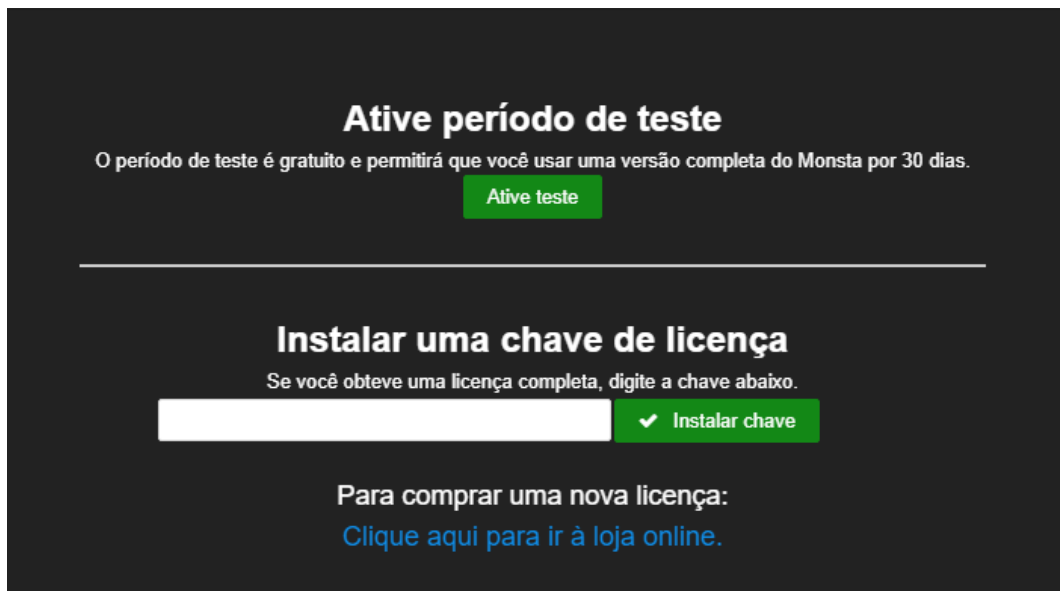 Ative período de teste
O período de teste é gratuito e permitirá que você usar uma versão completa do Monsta por 30 dias.
Ative teste
Instalar uma chave de licença
Se você obteve uma licença completa, digite a chave abaixo.
Instalar chave
Para comprar uma nova licença:
Clique aqui para ir à loja online.